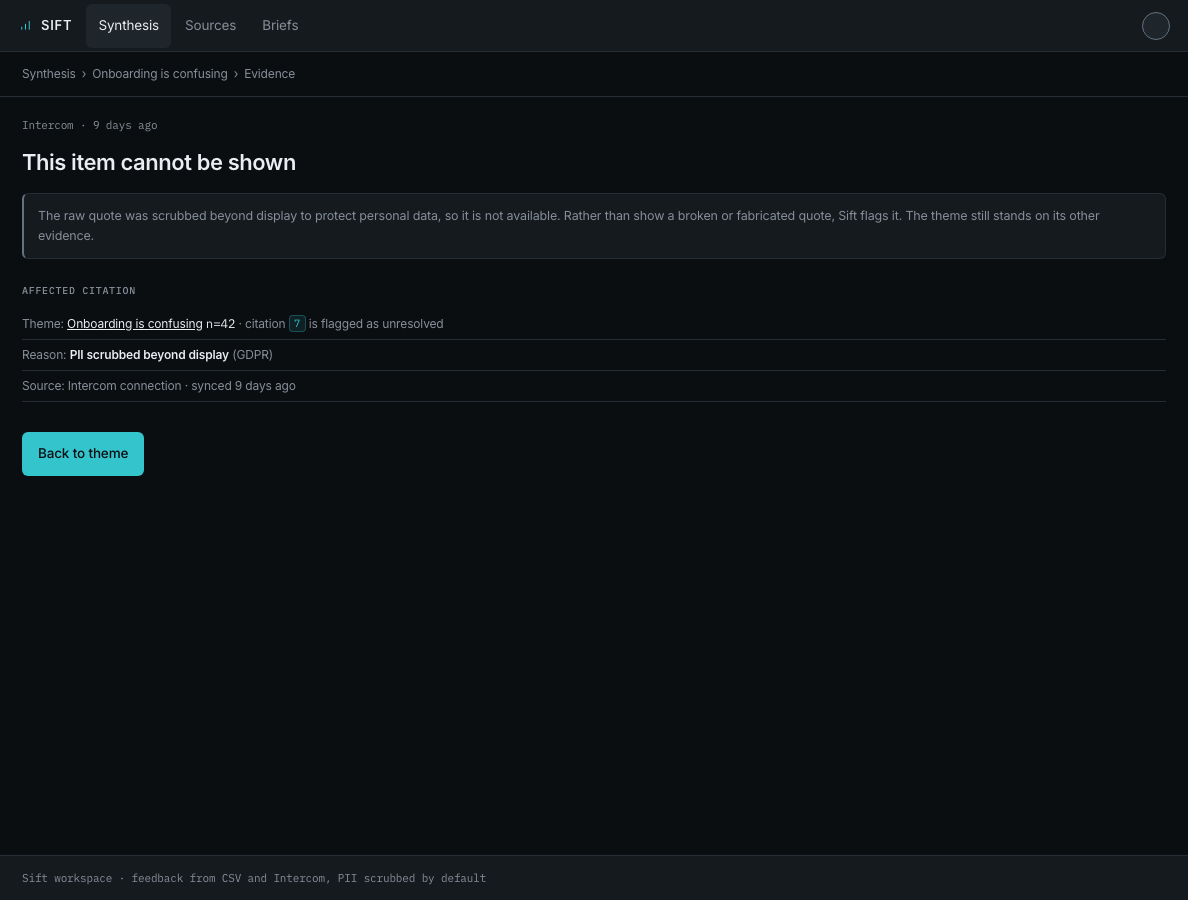 SIFT Synthesis Sources Briefs
Synthesis › Onboarding is confusing › Evidence
Intercom · 9 days ago
This item cannot be shown
The raw quote was scrubbed beyond display to protect personal data, so it is not available. Rather than show a broken or fabricated quote, Sift flags it. The theme still stands on its other
evidence.
AFFECTED CITATION
Theme: Onboarding is confusing n=42 · citation 7 is flagged as unresolved
Reason: PII scrubbed beyond display (GDPR)
Source: Intercom connection · synced 9 days ago
Back to theme
Sift workspace · feedback from CSV and Intercom, PII scrubbed by default